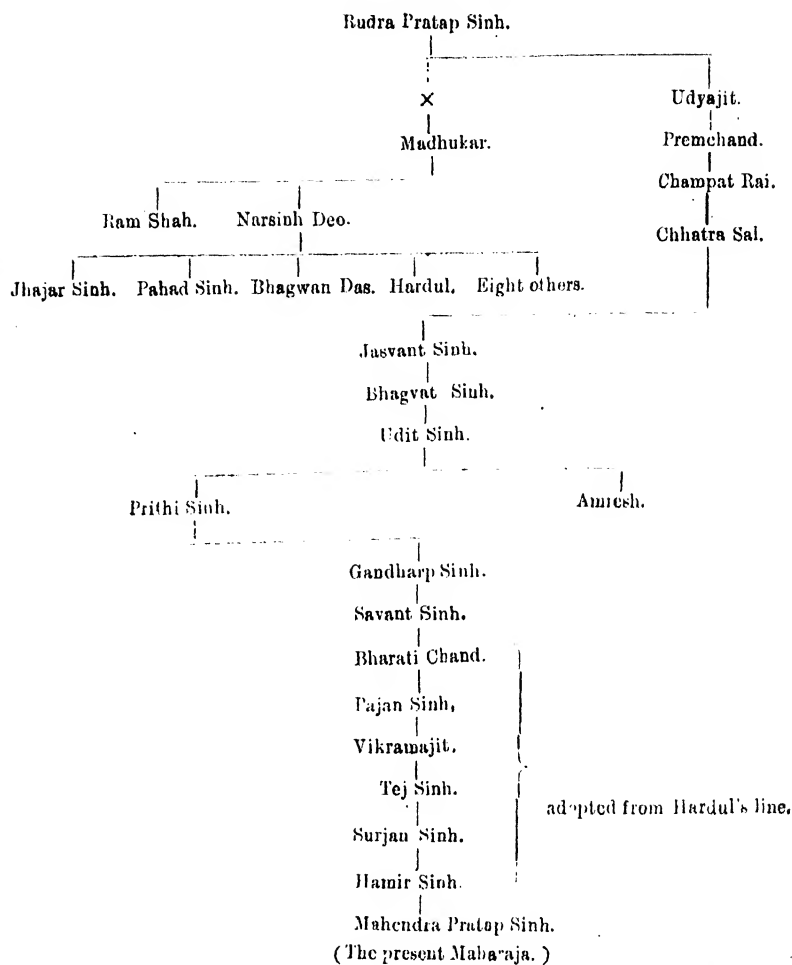 Rudra Pratap Sinh.
× Udyajit.
Madhukar. Premchand.
Champat Rai.
Ram Shah. Narsinh Deo.
Chhatra Sal.
Jhajar Sinh. Pahad Sinh. Bhagwan Das. Hardul. Eight others.
Jasvant Sinh.
Bhagvat Sinh.
Udit Sinh.
Prithi Sinh. Amresh.
Gandharp Sinh.
Savant Sinh.
Bharati Chand.
Pajan Sinh,
Vikramajit.
Tej Sinh.
adopted from Hardul's line.
Surjan Sinh.
Hamir Sinh.
Mahendra Pratap Sinh.
(The present Maharaja.)